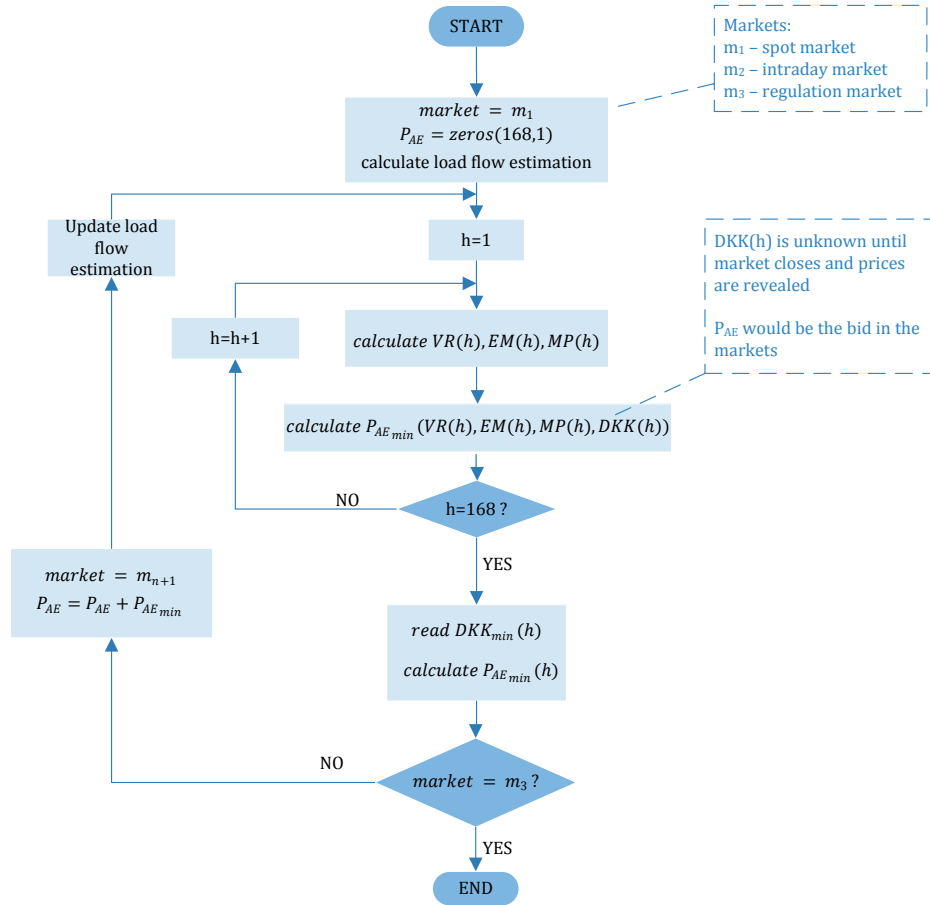 START
Markets:
m₁ – spot market
m₂ – intraday market
m₃ – regulation market
market = m₁
P_AE = zeros(168,1)
calculate load flow estimation
Update load
flow
estimation
h=1
DKK(h) is unknown until
market closes and prices
are revealed
P_AE would be the bid in the
markets
h=h+1
calculate VR(h), EM(h), MP(h)
calculate P_AE_min (VR(h), EM(h), MP(h), DKK(h))
NO
h=168 ?
YES
market = m_n+1
P_AE = P_AE + P_AE_min
read DKK_min (h)
calculate P_AE_min (h)
NO
market = m₃ ?
YES
END